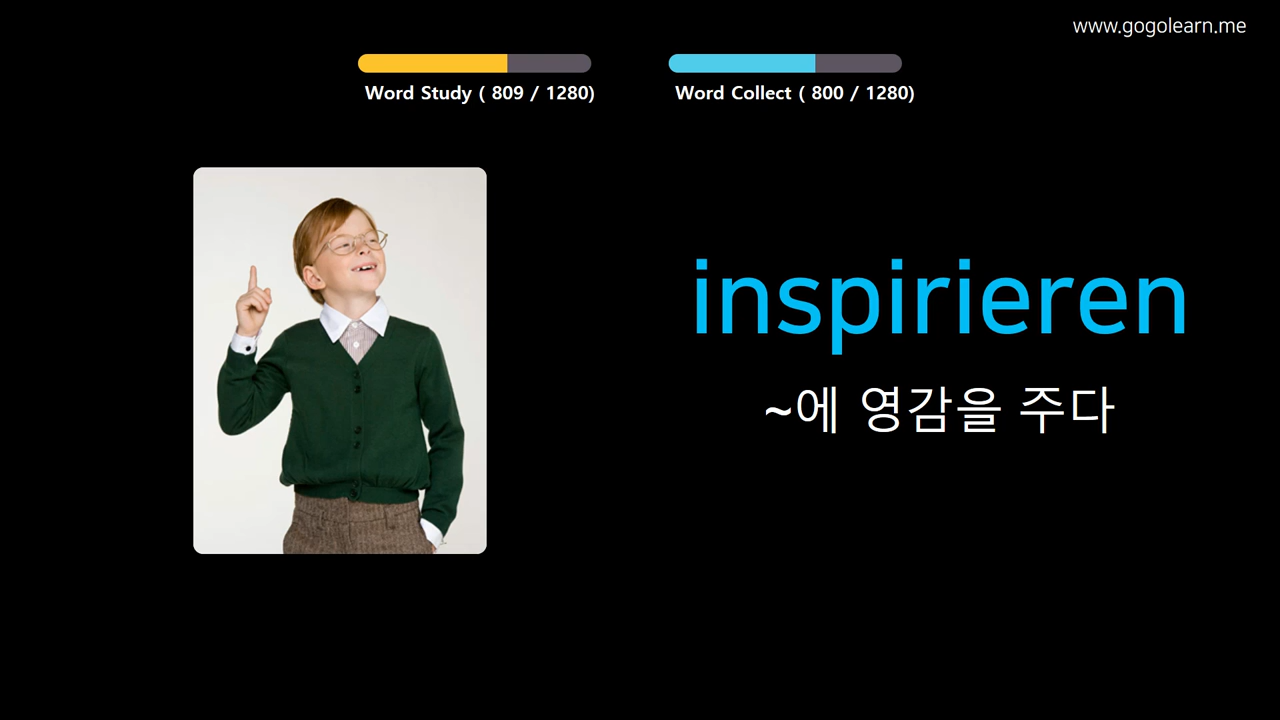 www.gogolearn.me
Word Study ( 809 / 1280)
Word Collect ( 800 / 1280)
inspirieren
~에 영감을 주다